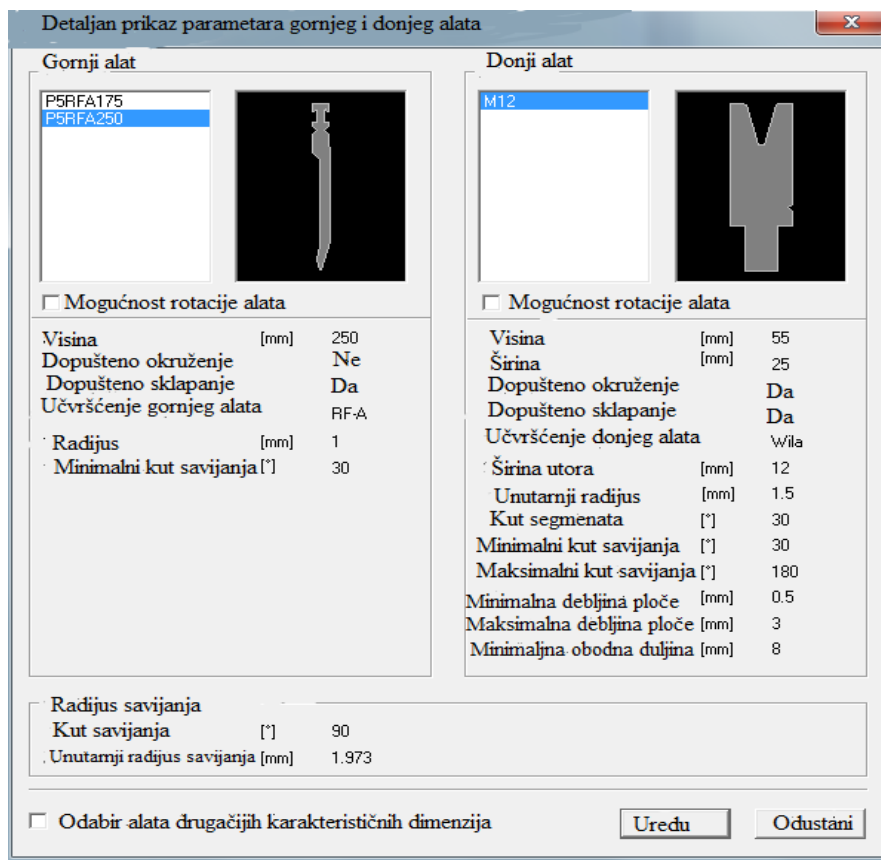 Detaljan prikaz parametara gornjeg i donjeg alata
Gornji alat
P5RFA175
P5RFA250
Mogućnost rotacije alata
Visina [mm] 250
Dopušteno okruženje Ne
Dopušteno sklapanje Da
Učvršćenje gornjeg alata RF-A
Radijus [mm] 1
Minimalni kut savijanja [°] 30
Donji alat
M12
Mogućnost rotacije alata
Visina [mm] 55
Širina [mm] 25
Dopušteno okruženje Da
Dopušteno sklapanje Da
Učvršćenje donjeg alata Wila
Širina utora [mm] 12
Unutarnji radijus [mm] 1.5
Kut segmenata [°] 30
Minimalni kut savijanja [°] 30
Maksimalni kut savijanja [°] 180
Minimalna debljina ploče [mm] 0.5
Maksimalna debljina ploče [mm] 3
Minimaljna obodna duljina [mm] 8
Radijus savijanja
Kut savijanja [°] 90
Unutarnji radijus savijanja [mm] 1.973
Odabir alata drugačijih karakterističnih dimenzija
Uredu
Odustani